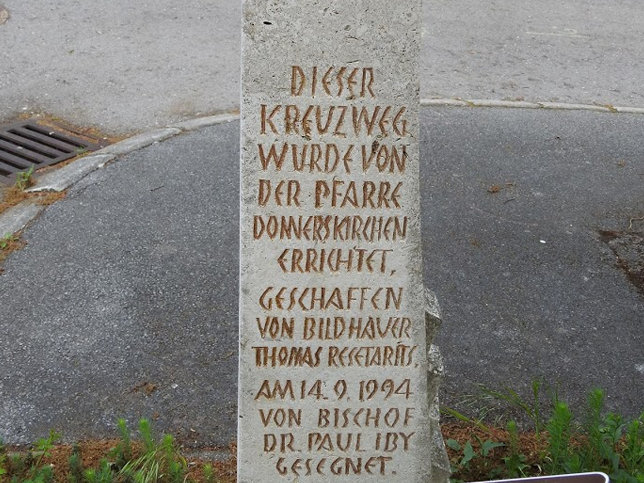 DIESER
KREUZWEG
WURDE VON
DER PFARRE
DONNERSKIRCHEN
ERRICHTET,
GESCHAFFEN
VON BILDHAUER
THOMAS RESETARITS.
AM 14. 9. 1994
VON BISCHOF
DR. PAUL IBY
GESEGNET.